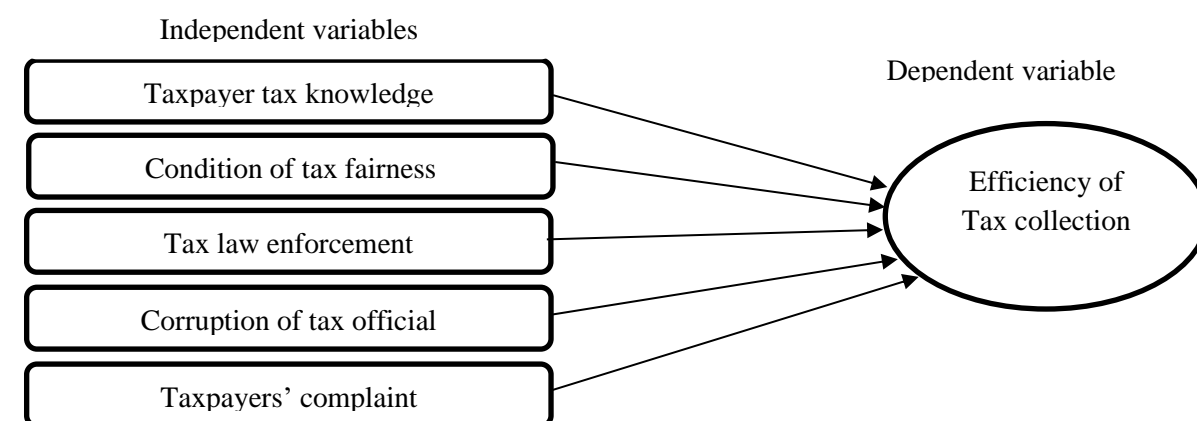 Independent variables
Dependent variable
Taxpayer tax knowledge
Condition of tax fairness
Tax law enforcement
Corruption of tax official
Taxpayers’ complaint
Efficiency of
Tax collection